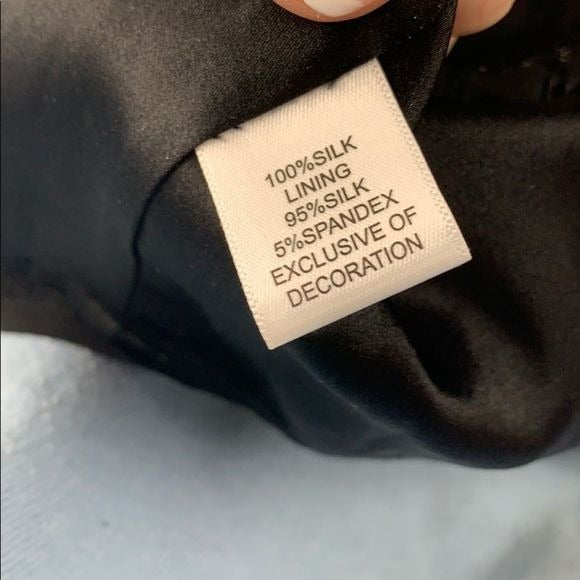 100%SILK
LINING
95%SILK
5%SPANDEX
EXCLUSIVE OF
DECORATION